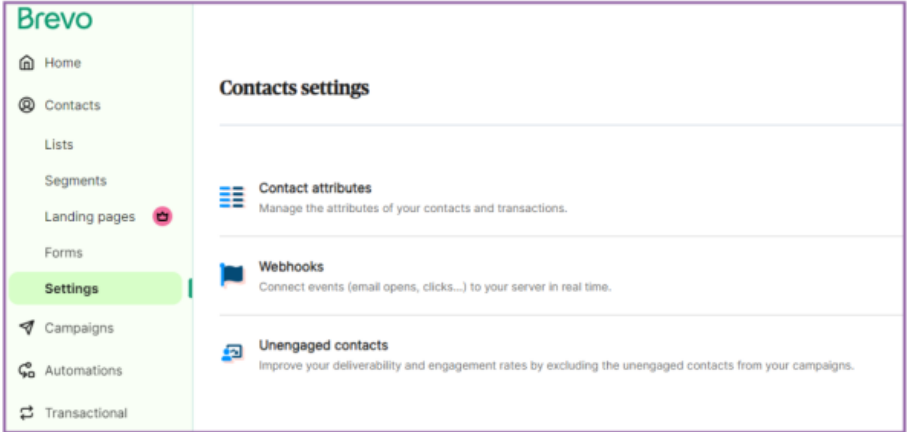 Brevo
Home
Contacts
Lists
Segments
Landing pages
Forms
Settings
Campaigns
Automations
Transactional
Contacts settings
Contact attributes
Manage the attributes of your contacts and transactions.
Webhooks
Connect events (email opens, clicks...) to your server in real time.
Unengaged contacts
Improve your deliverability and engagement rates by excluding the unengaged contacts from your campaigns.